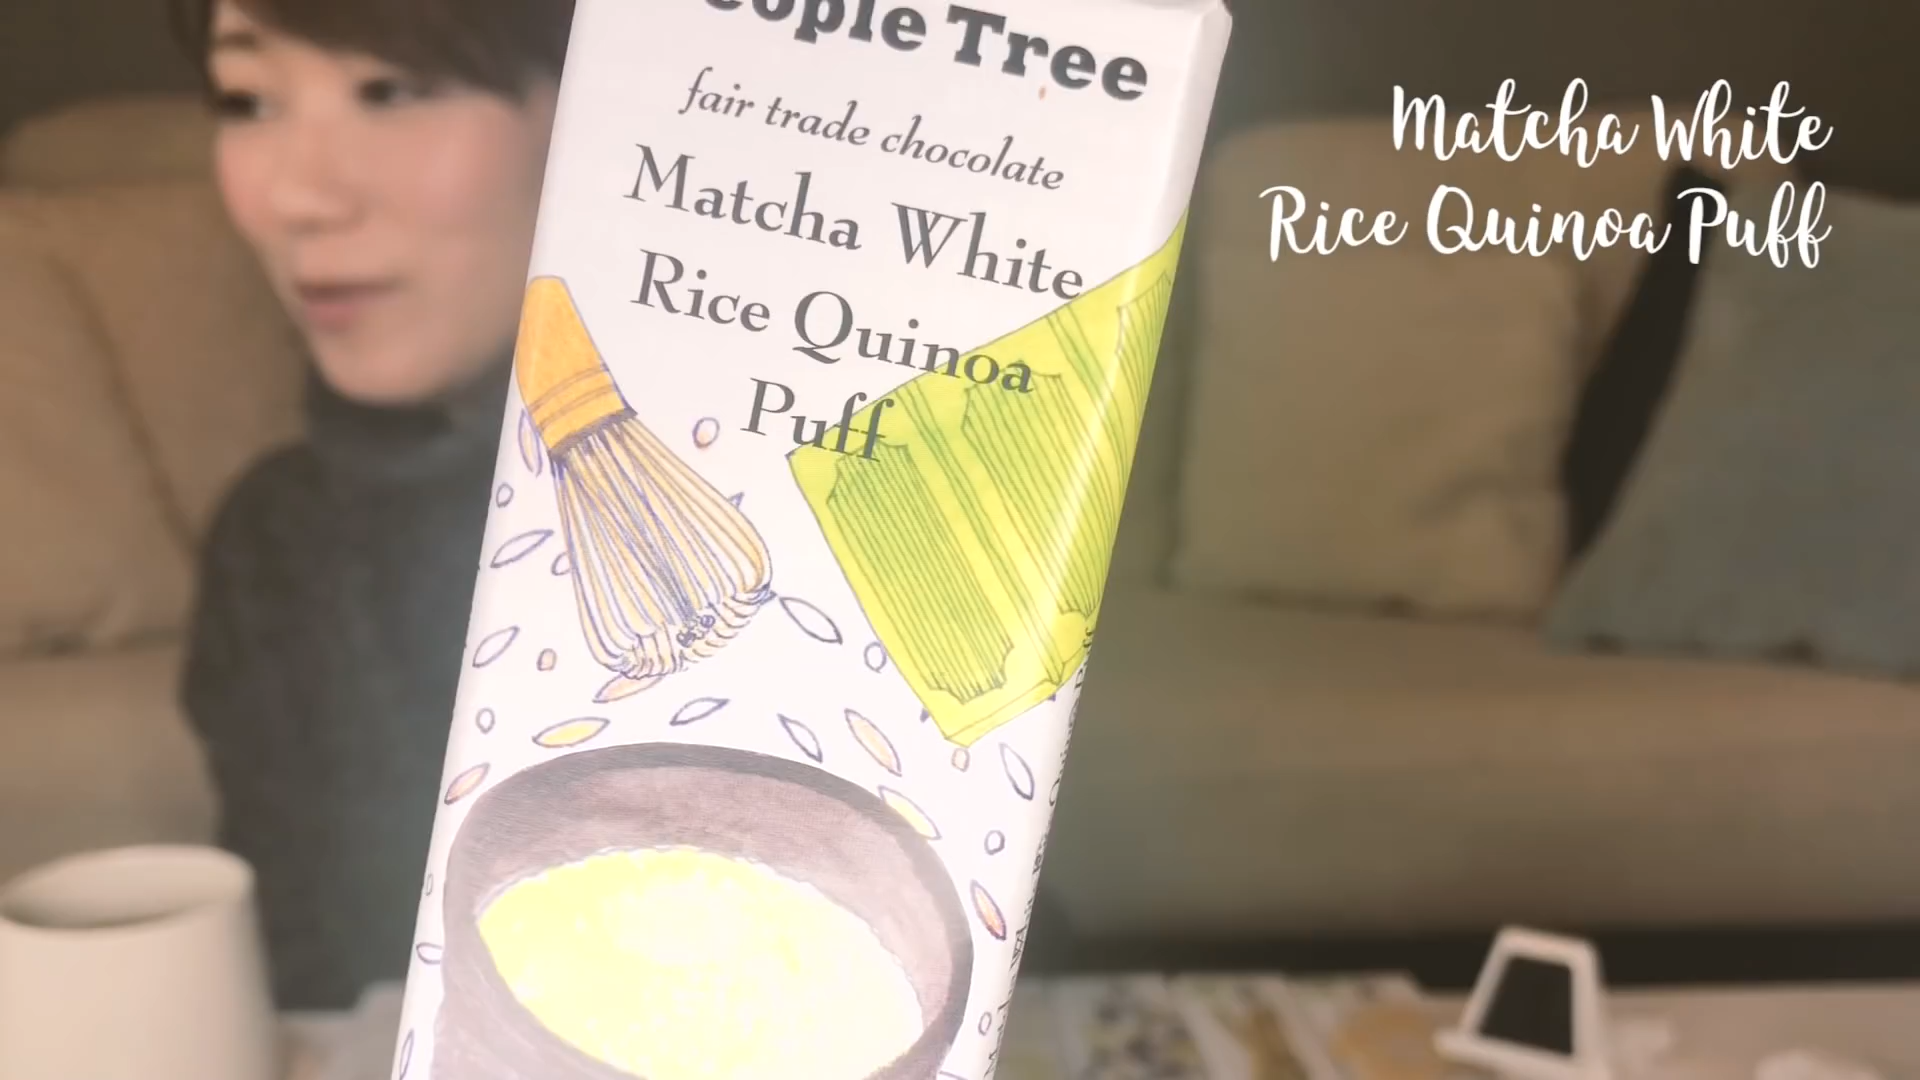 eople Tree
fair trade chocolate
Matcha White
Rice Quinoa
Puff
Matcha White
Rice Quinoa Puff